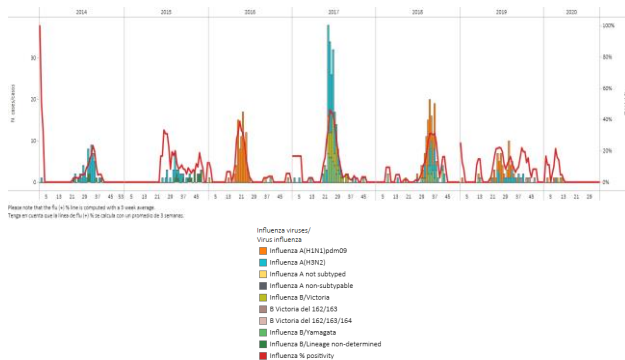 2014 2015 2016 2017 2018 2019 2020
100%
80%
60%
40%
20%
0%
30
20
10
0
5 13 21 29 37 45 53 5 13 21 29 37 45 5 13 21 29 37 45 5 13 21 29 37 45 5 13 21 29 37 45 5 13 21 29 37 45 5 13 21 29 37 45
Please note that the flu (+) % line is computed with a 3 week average.
Tenga en cuenta que la línea de flu (+) % se calcula con un promedio de 3 semanas.
Influenza viruses/
Virus influenza
Influenza A(H1N1)pdm09
Influenza A(H3N2)
Influenza A not subtyped
Influenza A non-subtypable
Influenza B/Victoria
B Victoria del 162/163
B Victoria del 162/163/164
Influenza B/Yamagata
Influenza B/Lineage non-determined
Influenza % positivity